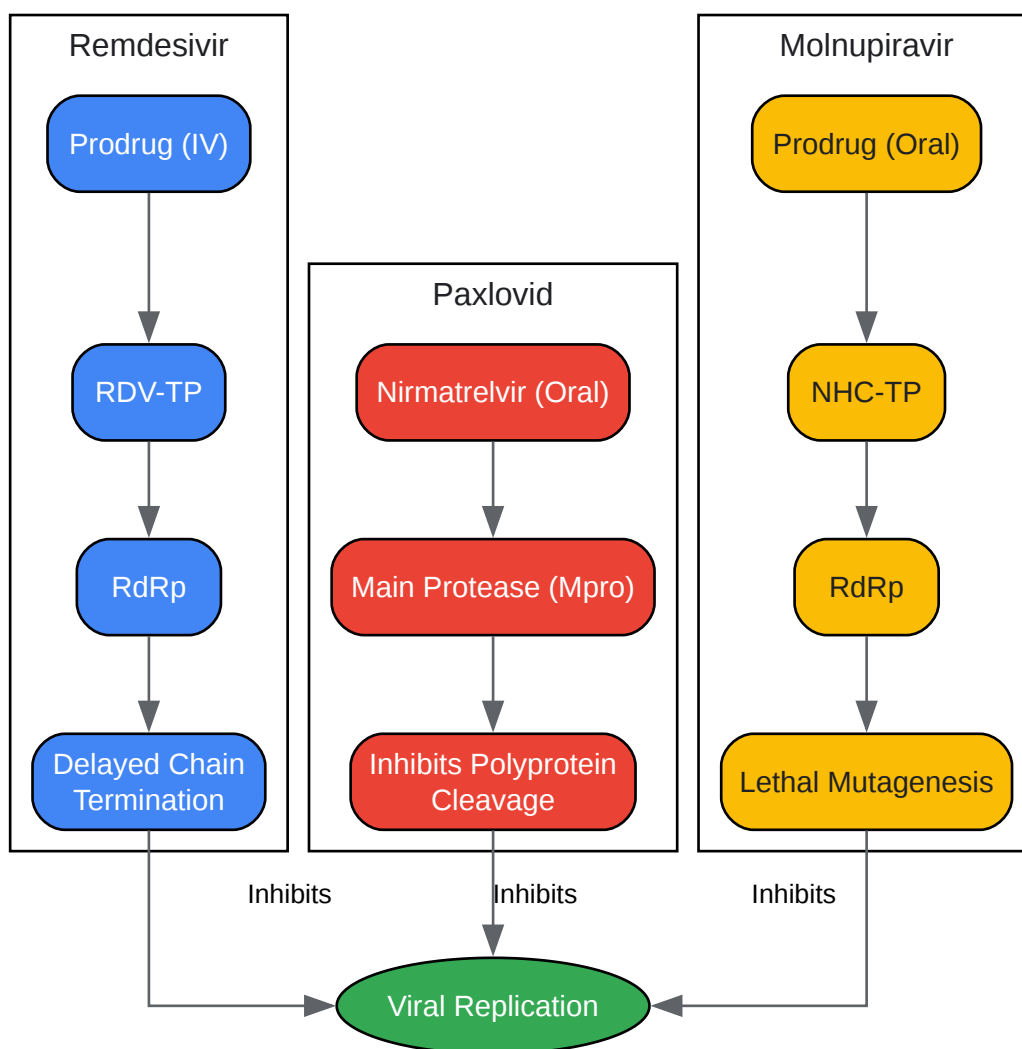 Remdesivir
Prodrug (IV)
RDV-TP
RdRp
Delayed Chain
Termination
Paxlovid
Nirmatrelvir (Oral)
Main Protease (Mpro)
Inhibits Polyprotein
Cleavage
Molnupiravir
Prodrug (Oral)
NHC-TP
RdRp
Lethal Mutagenesis
Inhibits
Inhibits
Inhibits
Viral Replication